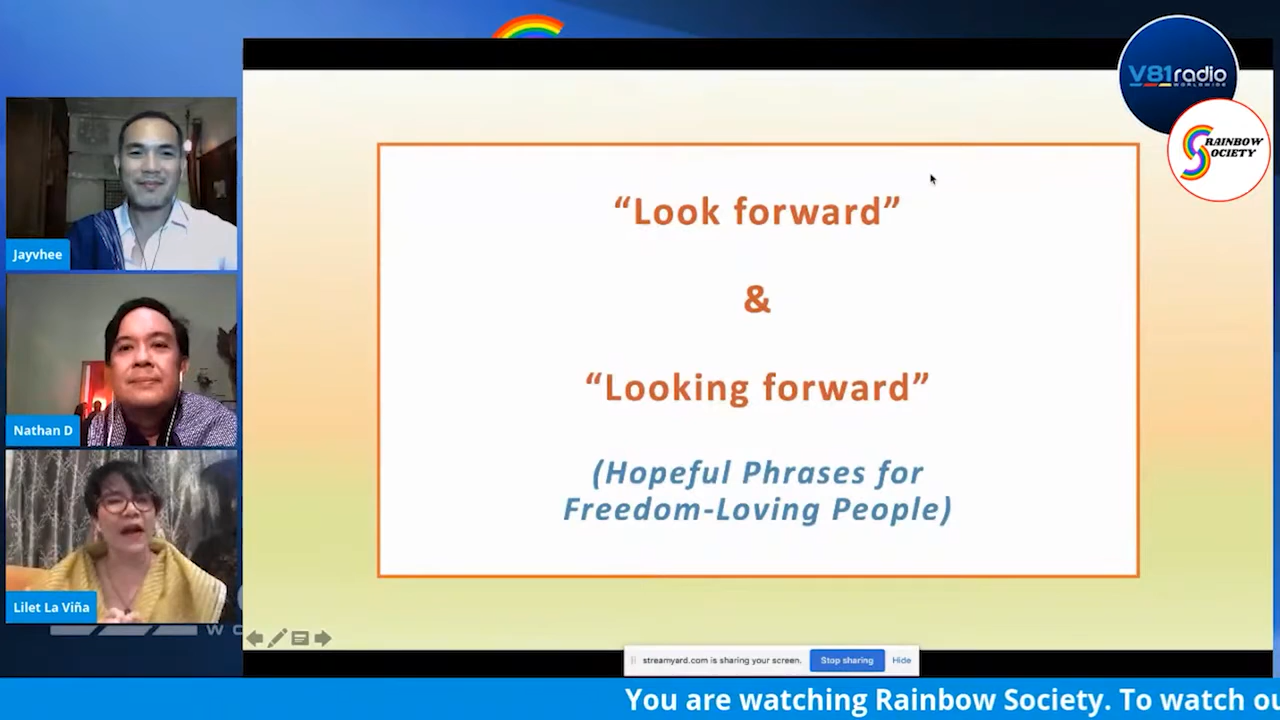 V81radio
WORLDWIDE
RAINBOW
SOCIETY
Jayvhee
Nathan D
Lilet La Viña
“Look forward”
&
“Looking forward”
(Hopeful Phrases for
Freedom-Loving People)
streamyard.com is sharing your screen.
Stop sharing
Hide
You are watching Rainbow Society. To watch ou